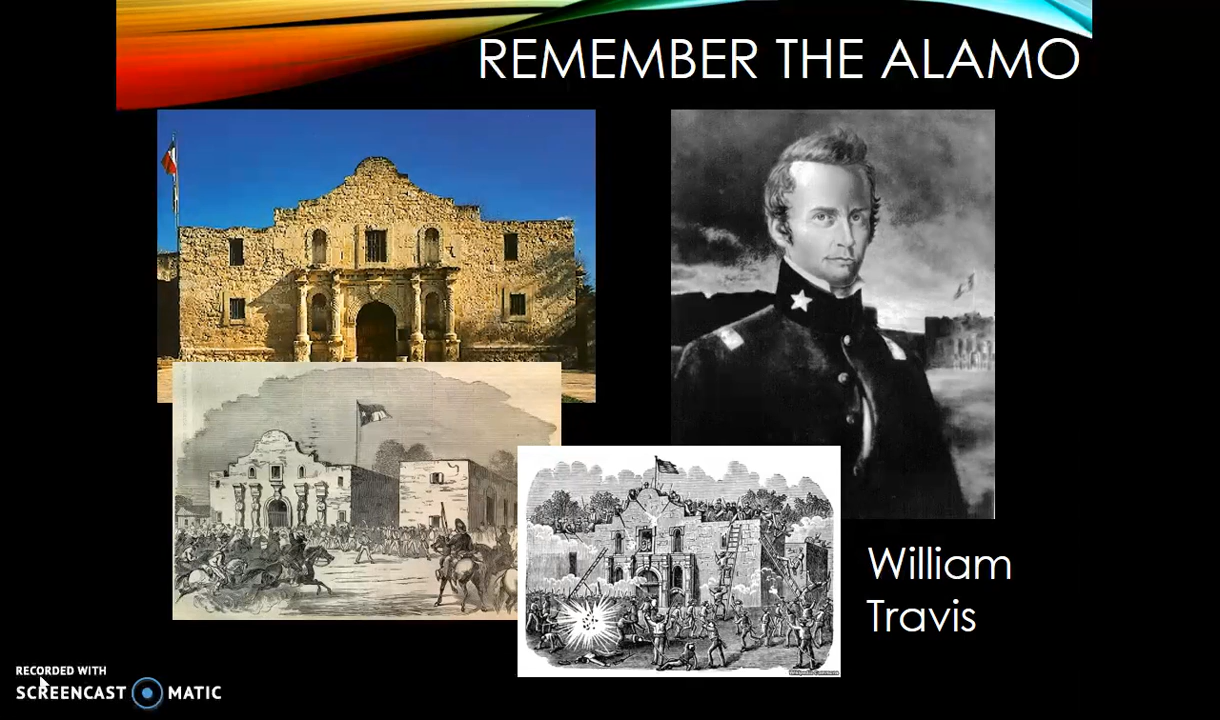 REMEMBER THE ALAMO
William
Travis
RECORDED WITH
SCREENCAST MATIC